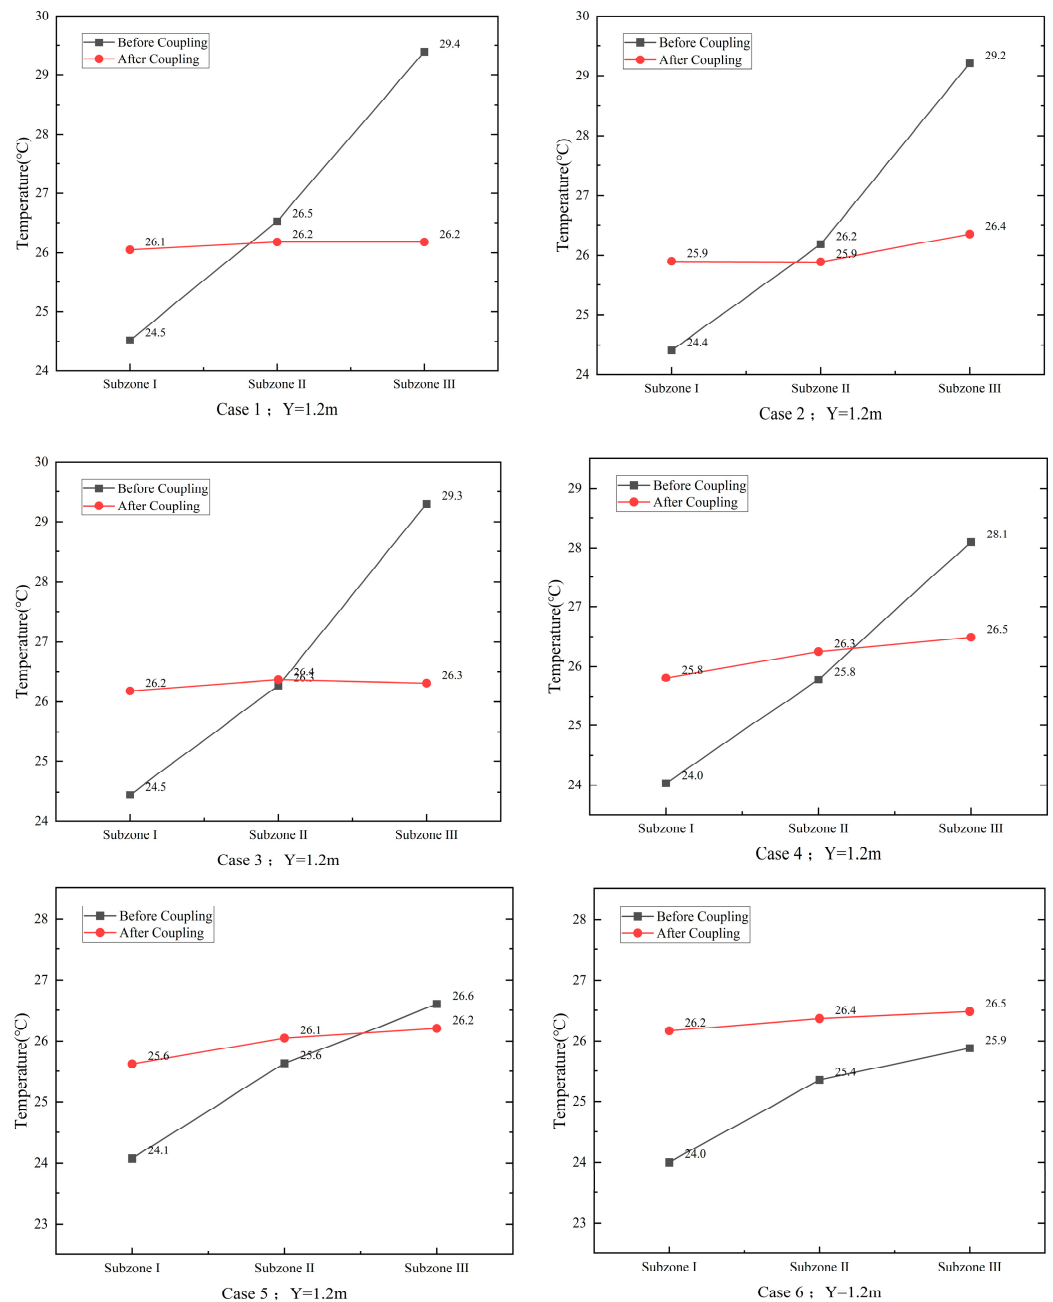 30
29
28
27
26
25
24
Temperature(°C)
Before Coupling
After Coupling
29.4
26.5
26.2
26.2
26.1
24.5
Subzone I
Subzone II
Subzone III
Case 1 ; Y=1.2m
30
29
28
27
26
25
24
Temperature(°C)
Before Coupling
After Coupling
29.2
26.4
26.2
25.9
25.9
24.4
Subzone I
Subzone II
Subzone III
Case 2 ; Y=1.2m
30
29
28
27
26
25
24
Temperature(°C)
Before Coupling
After Coupling
29.3
26.4
26.3
26.3
26.2
24.5
Subzone I
Subzone II
Subzone III
Case 3 ; Y=1.2m
29
28
27
26
25
24
Temperature(°C)
Before Coupling
After Coupling
28.1
26.5
26.3
25.8
25.8
24.0
Subzone I
Subzone II
Subzone III
Case 4 ; Y=1.2m
28
27
26
25
24
23
Temperature(°C)
Before Coupling
After Coupling
26.6
26.2
26.1
25.6
25.6
24.1
Subzone I
Subzone II
Subzone III
Case 5 ; Y=1.2m
28
27
26
25
24
23
Temperature(°C)
Before Coupling
After Coupling
26.5
26.4
26.2
25.9
25.4
24.0
Subzone I
Subzone II
Subzone III
Case 6 ; Y=1.2m